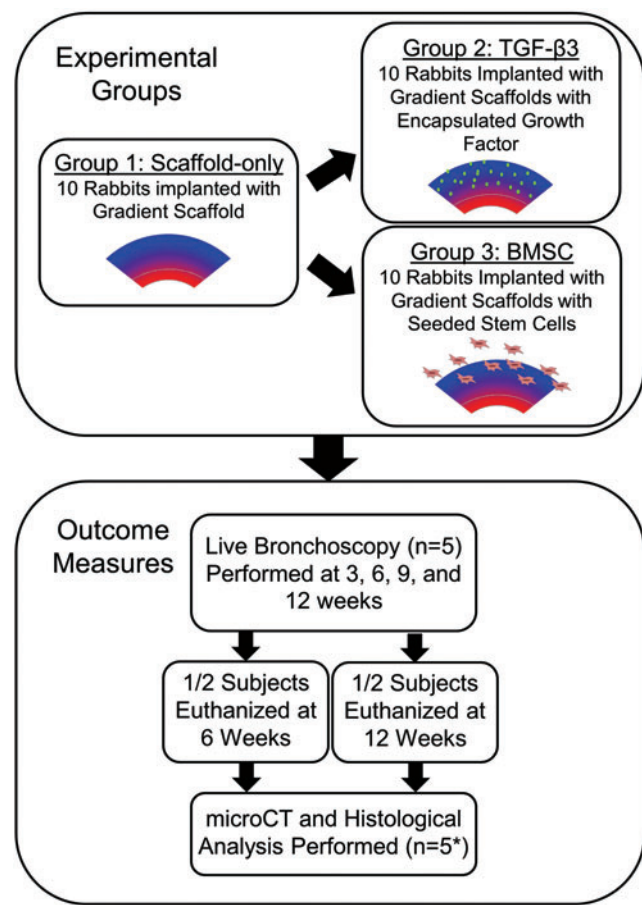 Experimental
Groups
Group 1: Scaffold-only
10 Rabbits implanted with
Gradient Scaffold
Group 2: TGF-β3
10 Rabbits Implanted with
Gradient Scaffolds with
Encapsulated Growth
Factor
Group 3: BMSC
10 Rabbits Implanted with
Gradient Scaffolds with
Seeded Stem Cells
Outcome
Measures
Live Bronchoscopy (n=5)
Performed at 3, 6, 9, and
12 weeks
1/2 Subjects
Euthanized at
6 Weeks
1/2 Subjects
Euthanized at
12 Weeks
microCT and Histological
Analysis Performed (n=5*)